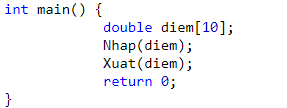 int main() {
double diem[10];
Nhap(diem);
Xuat(diem);
return 0;
}